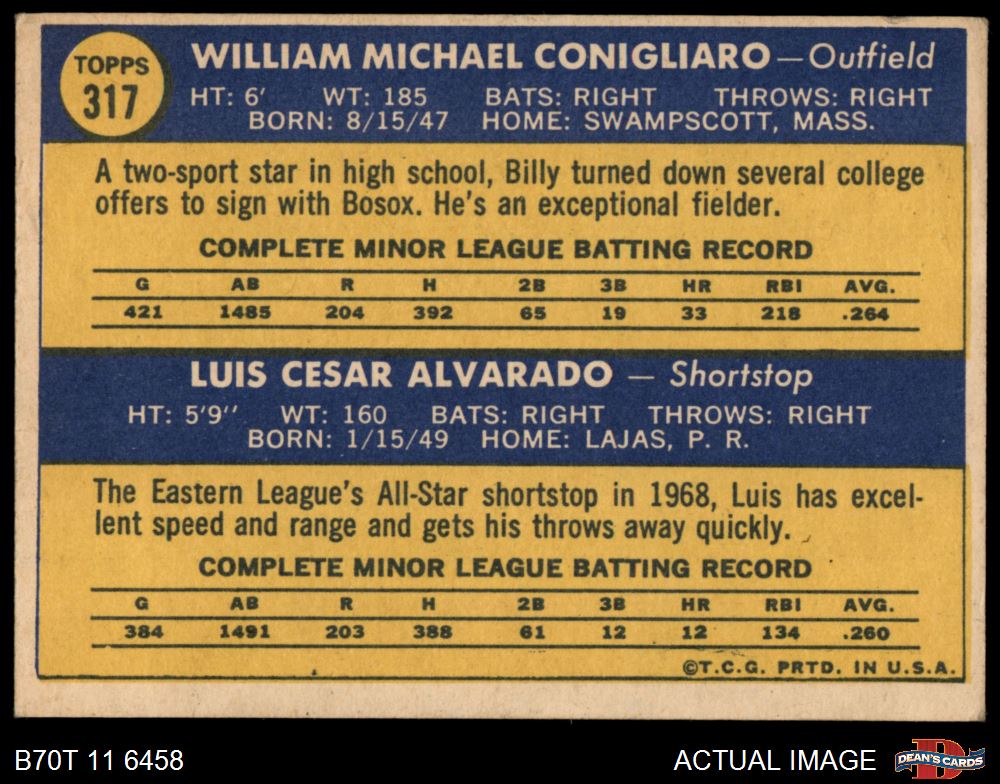 TOPPS
317
WILLIAM MICHAEL CONIGLIARO — Outfield
HT: 6' WT: 185 BATS: RIGHT THROWS: RIGHT
BORN: 8/15/47 HOME: SWAMPSCOTT, MASS.
A two-sport star in high school, Billy turned down several college
offers to sign with Bosox. He's an exceptional fielder.
COMPLETE MINOR LEAGUE BATTING RECORD
G AB R H 2B 3B HR RBI AVG.
421 1485 204 392 65 19 33 218 .264
LUIS CESAR ALVARADO — Shortstop
HT: 5'9'' WT: 160 BATS: RIGHT THROWS: RIGHT
BORN: 1/15/49 HOME: LAJAS, P. R.
The Eastern League's All-Star shortstop in 1968, Luis has excel-
lent speed and range and gets his throws away quickly.
COMPLETE MINOR LEAGUE BATTING RECORD
G AB R H 2B 3B HR RBI AVG.
384 1491 203 388 61 12 12 134 .260
©T.C.G. PRTD. IN U.S.A.
B70T 11 6458
ACTUAL IMAGE
D
DEAN'S CARDS